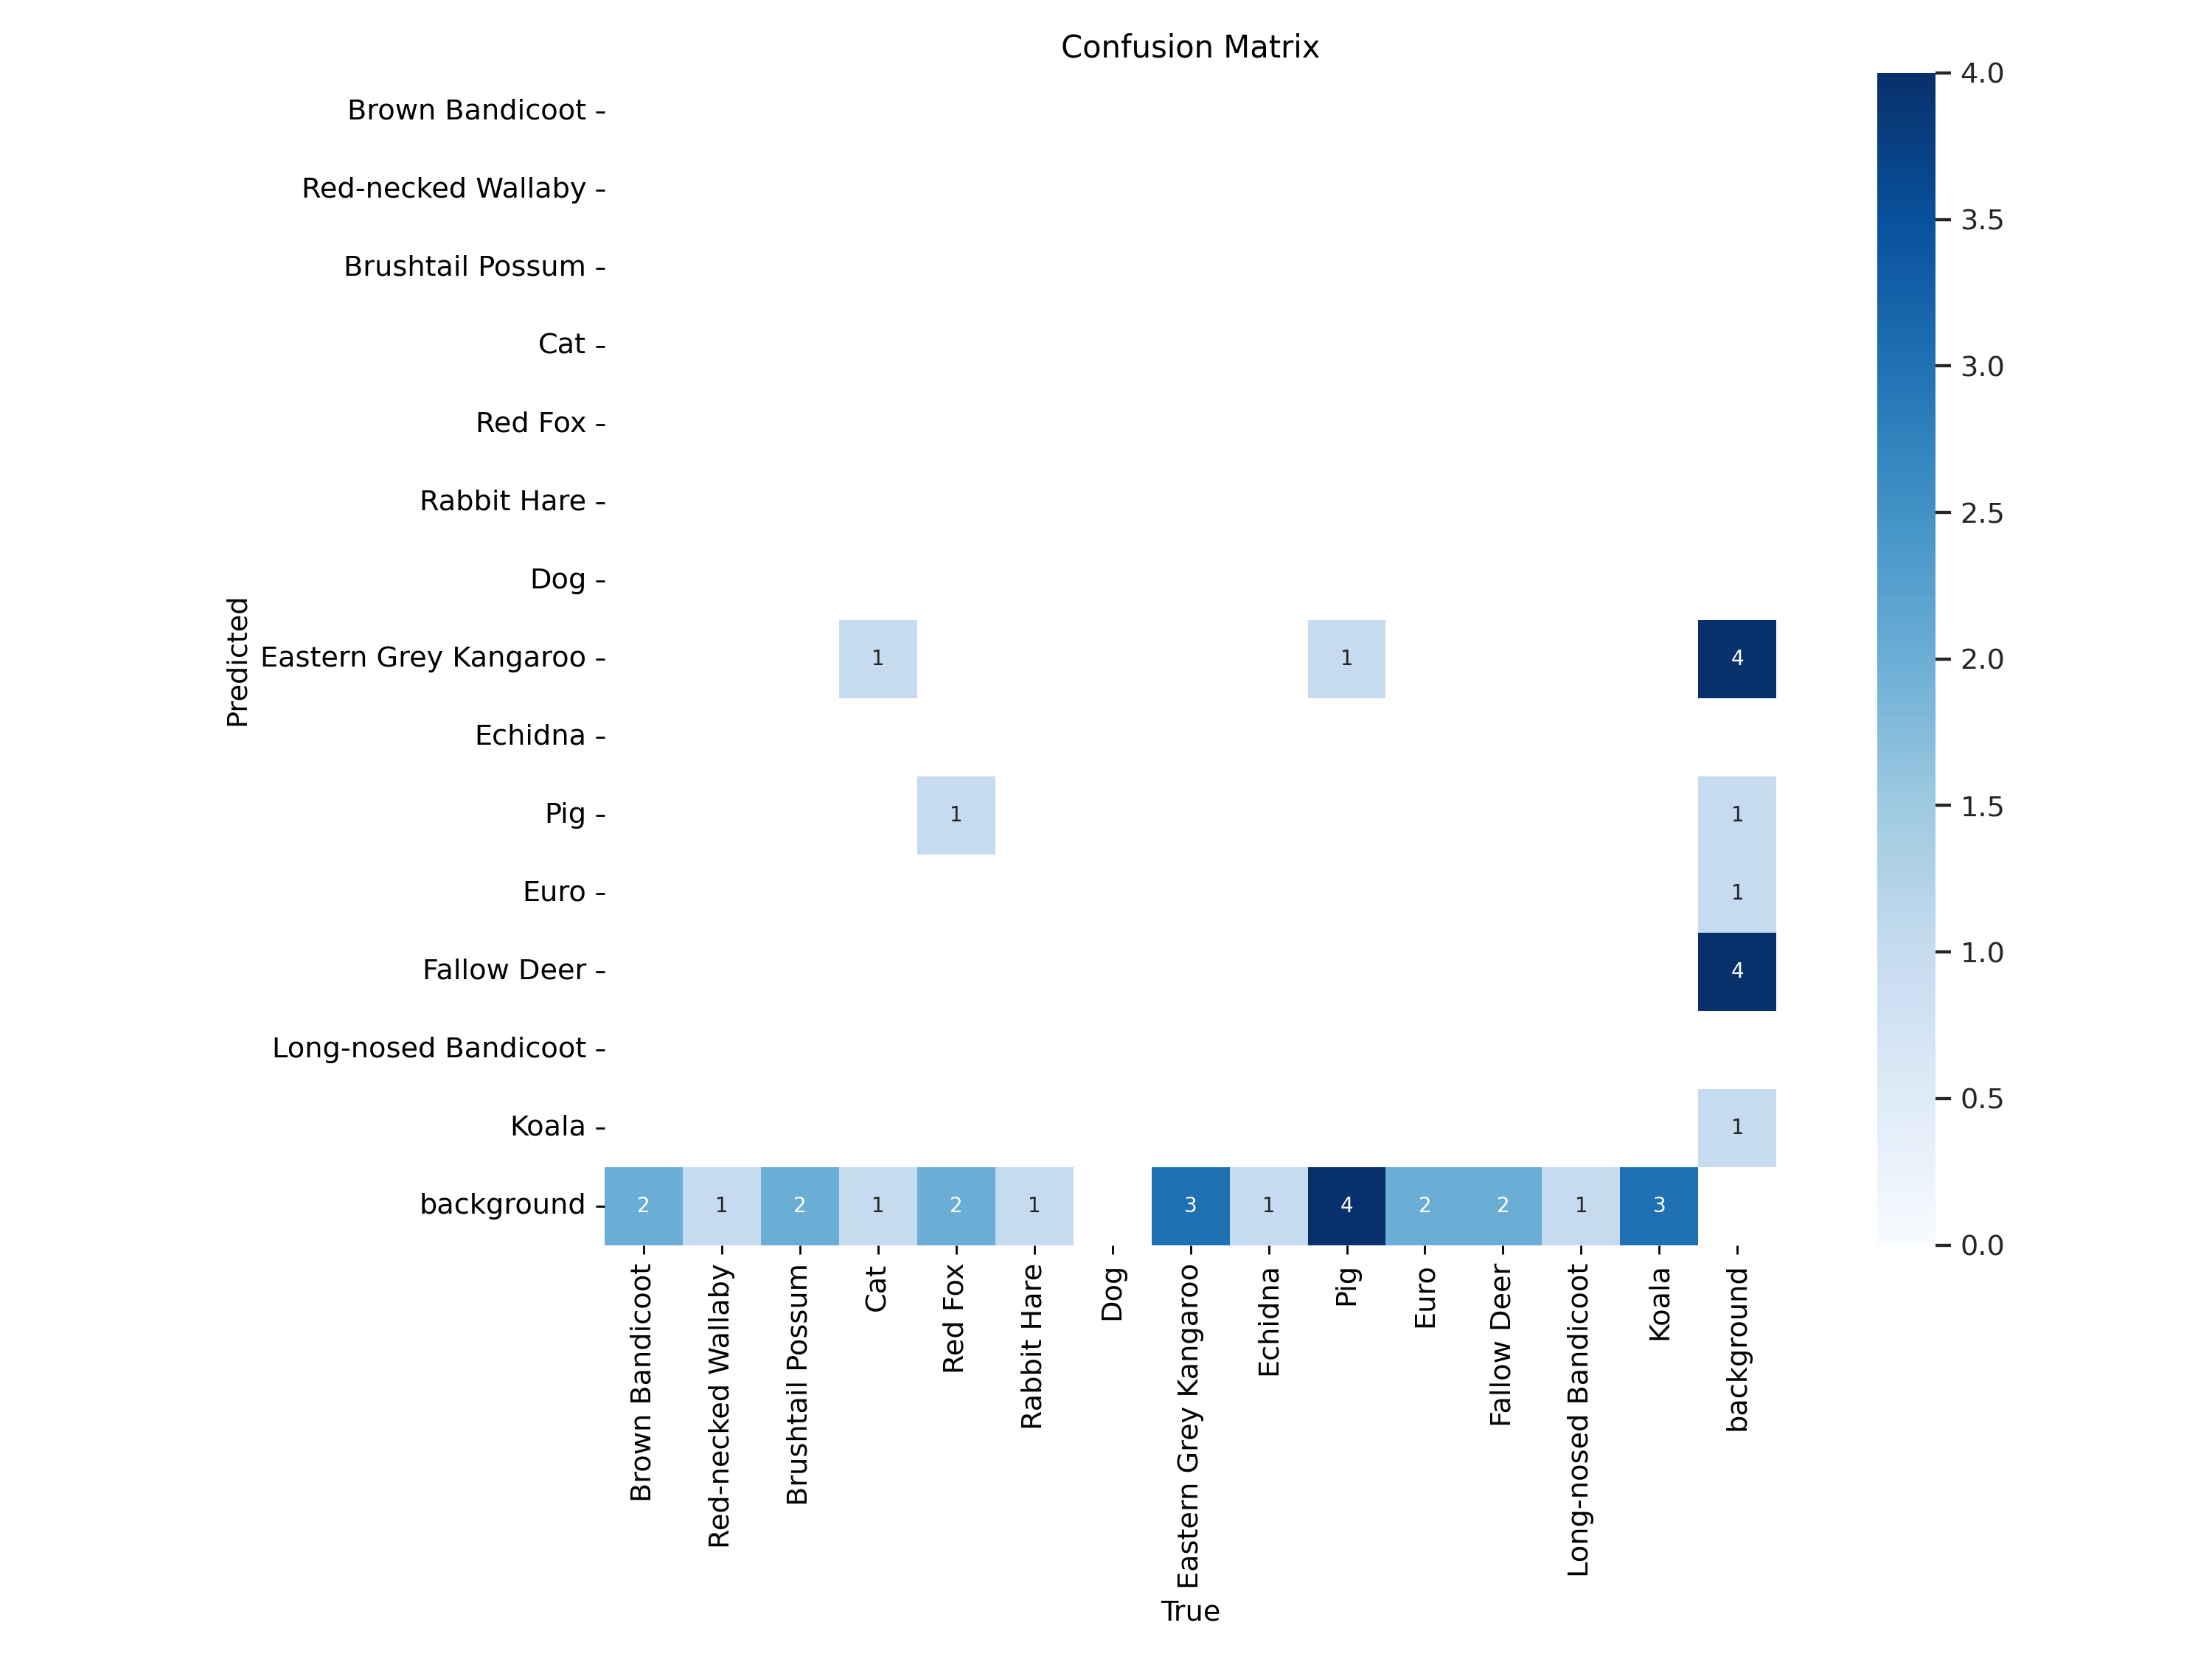 Confusion Matrix
Predicted
Brown Bandicoot
Red-necked Wallaby
Brushtail Possum
Cat
Red Fox
Rabbit Hare
Dog
Eastern Grey Kangaroo 1 1 4
Echidna
Pig 1 1
Euro 1
Fallow Deer 4
Long-nosed Bandicoot
Koala 1
background 2 1 2 1 2 1 3 1 4 2 2 1 3
Brown Bandicoot
Red-necked Wallaby
Brushtail Possum
Cat
Red Fox
Rabbit Hare
Dog
Eastern Grey Kangaroo
Echidna
Pig
Euro
Fallow Deer
Long-nosed Bandicoot
Koala
background
True
4.0
3.5
3.0
2.5
2.0
1.5
1.0
0.5
0.0